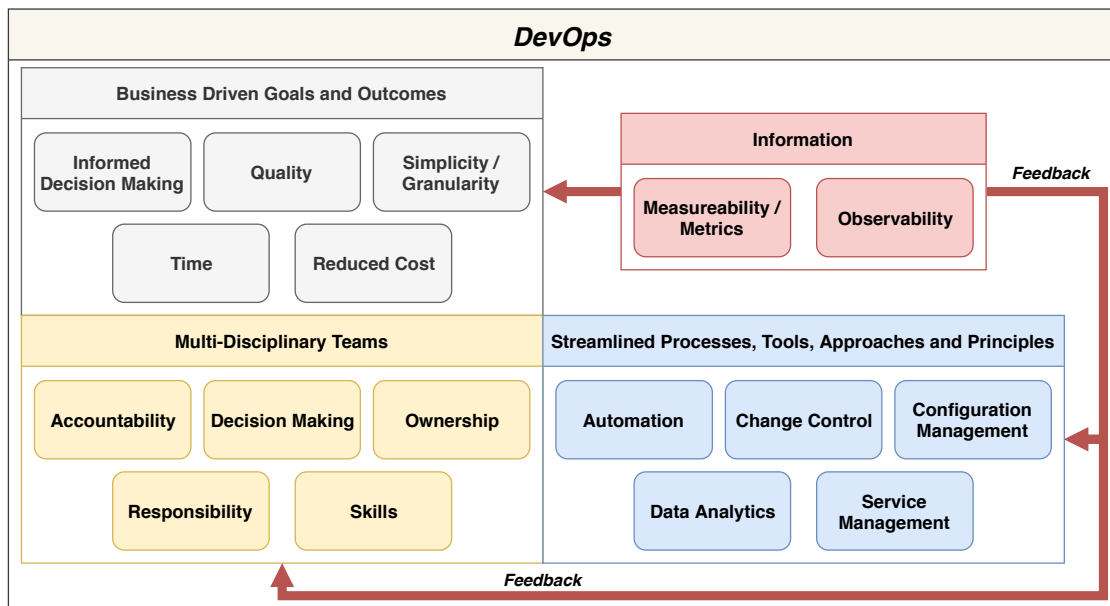 DevOps
Business Driven Goals and Outcomes
Informed
Decision Making
Quality
Simplicity /
Granularity
Time
Reduced Cost
Information
Measureability /
Metrics
Observability
Feedback
Multi-Disciplinary Teams
Accountability
Decision Making
Ownership
Responsibility
Skills
Streamlined Processes, Tools, Approaches and Principles
Automation
Change Control
Configuration
Management
Data Analytics
Service
Management
Feedback